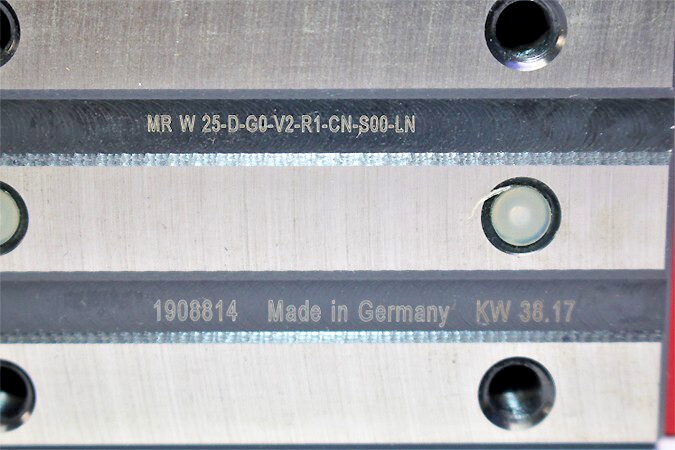 MR W 25-D-G0-V2-R1-CN-S00-LN
1908814 Made in Germany KW 38.17